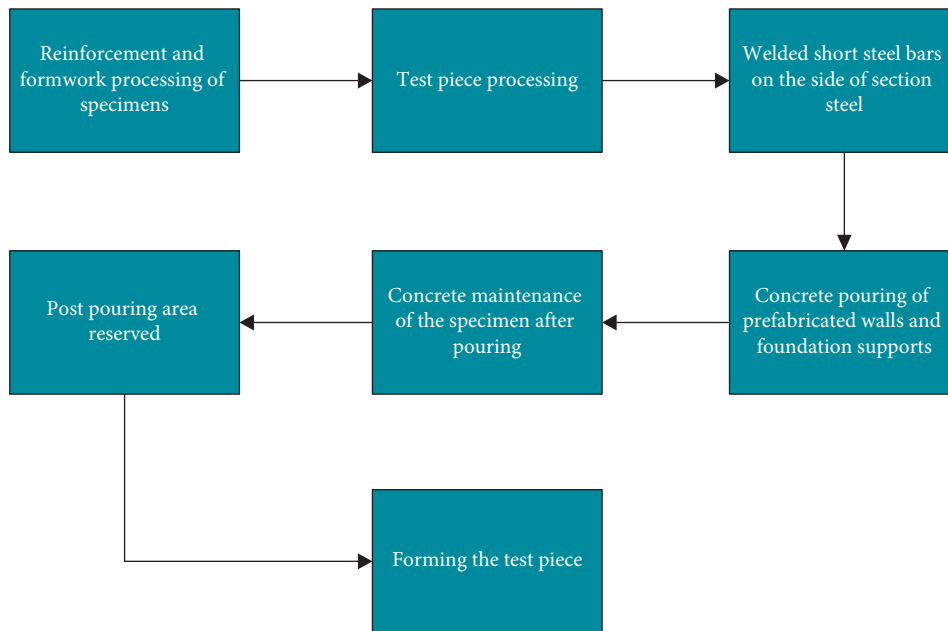 Reinforcement and
formwork processing of
specimens
Test piece processing
Welded short steel bars
on the side of section
steel
Concrete pouring of
prefabricated walls and
foundation supports
Concrete maintenance
of the specimen after
pouring
Post pouring area
reserved
Forming the test piece